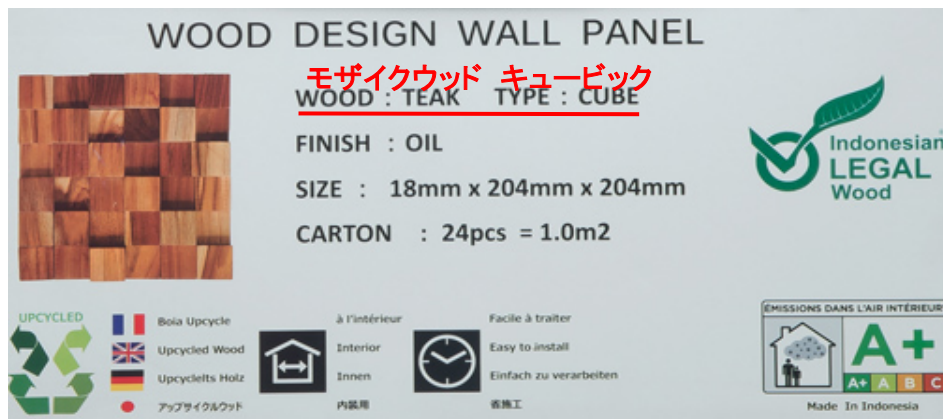 WOOD DESIGN WALL PANEL
モザイクウッド キュービック
WOOD : TEAK TYPE : CUBE
FINISH : OIL
SIZE : 18mm x 204mm x 204mm
CARTON : 24pcs = 1.0m2
Indonesian
LEGAL
Wood
UPCYCLED
Boia Upcycle
Upcycled Wood
Upcyclelts Holz
アップサイクルウッド
à l'intérieur
Interior
Innen
内装用
Facile à traiter
Easy to install
Einfach zu verarbeiten
省施工
ÉMISSIONS DANS L'AIR INTÉRIEUR
A+
A+ A B C
Made In Indonesia